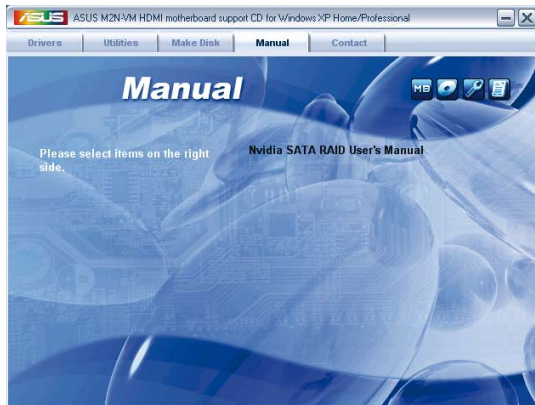 ASUS ASUS M2N-VM HDMI motherboard support CD for Windows XP Home/Professional
Drivers Utilities Make Disk Manual Contact
Manual
MB
Please select items on the right
side.
Nvidia SATA RAID User's Manual